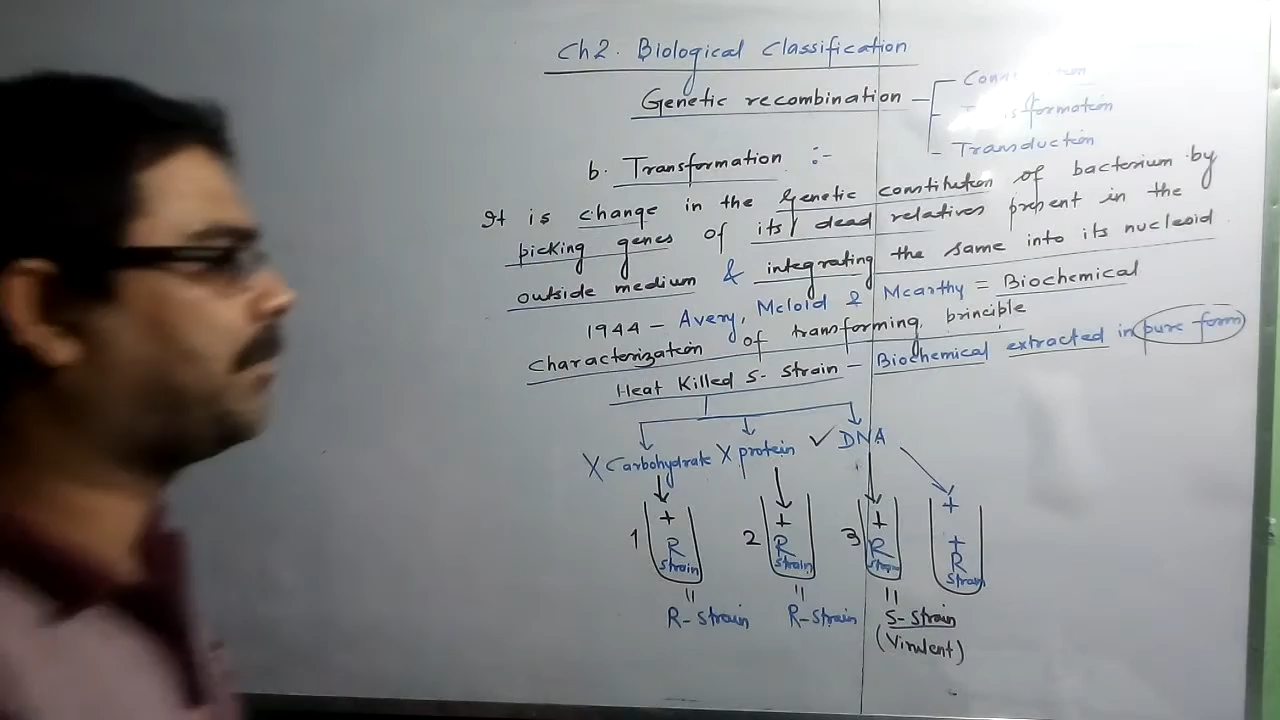 Ch2. Biological Classification
Genetic recombination
Transduction
b. Transformation :-
It is change in the Genetic constitution of bacterium by
picking genes of its dead relatives present in the
outside medium & integrating the same into its nucleoid
1944 - Avery, Mcloid & Mcarthy = Biochemical
characterization of transforming principle
Heat Killed S- strain - Biochemical extracted in pure form
X Carbohydrate X protein ✓ DNA
+ + + +
1 R strain 2 R strain 3 R strain + R strain
= = =
R- strain R- strain S- strain
(Virulent)